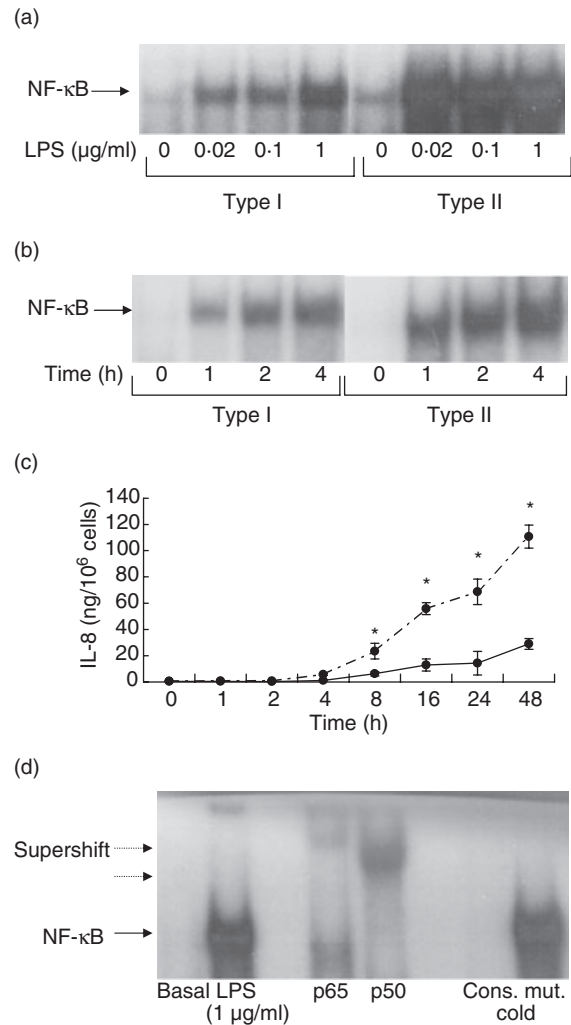 (a)
NF-κB
LPS (μg/ml) 0 0·02 0·1 1 0 0·02 0·1 1
Type I Type II
(b)
NF-κB
Time (h) 0 1 2 4 0 1 2 4
Type I Type II
(c)
140
120
100
80
60
40
20
0
IL-8 (ng/10⁶ cells)
* * * *
0 1 2 4 8 16 24 48
Time (h)
(d)
Supershift
NF-κB
Basal LPS p65 p50 Cons. mut.
(1 μg/ml) cold